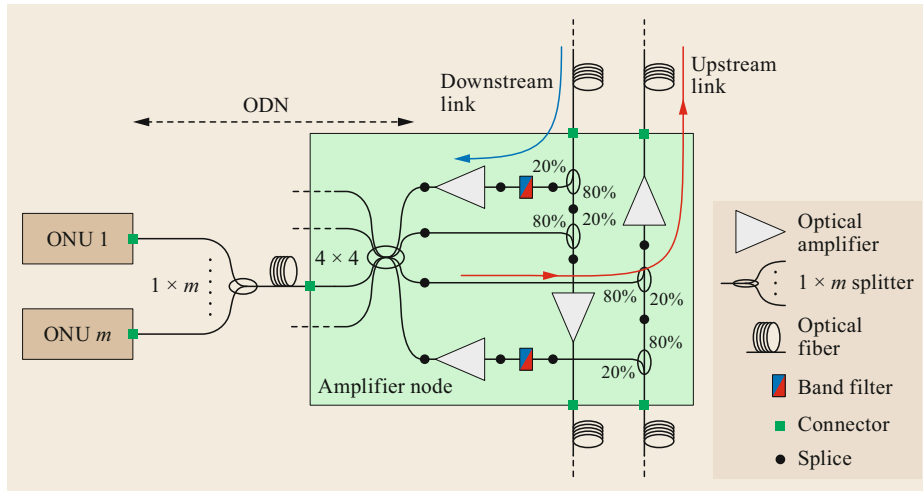 Downstream
link
Upstream
link
ODN
20%
80%
80%
20%
ONU 1
1 × m
4 × 4
80%
20%
ONU m
80%
20%
Amplifier node
Optical
amplifier
1 × m splitter
Optical
fiber
Band filter
Connector
Splice